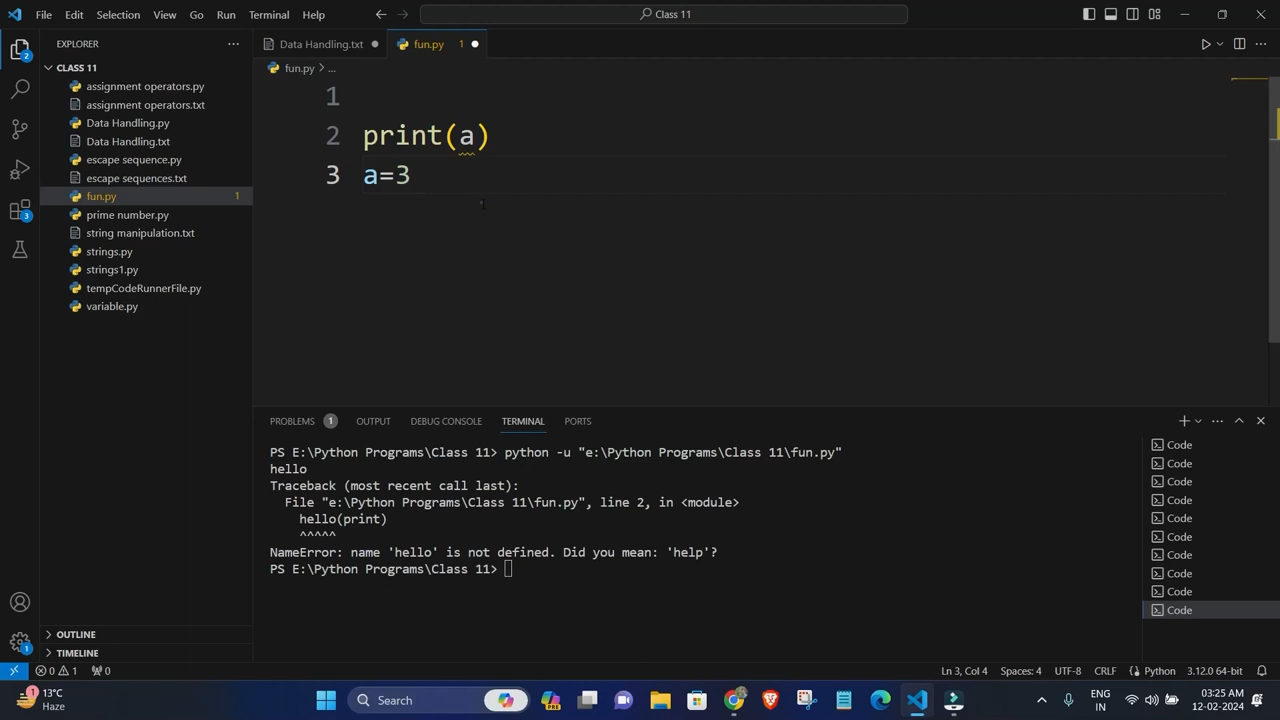 File Edit Selection View Go Run Terminal Help
Class 11
EXPLORER
CLASS 11
assignment operators.py
assignment operators.txt
Data Handling.py
Data Handling.txt
escape sequence.py
escape sequences.txt
fun.py 1
prime number.py
string manipulation.txt
strings.py
strings1.py
tempCodeRunnerFile.py
variable.py
OUTLINE
TIMELINE
2
3
1
Data Handling.txt
fun.py 1
fun.py > ...
1
2 print(a)
3 a=3
PROBLEMS 1 OUTPUT DEBUG CONSOLE TERMINAL PORTS
PS E:\Python Programs\Class 11> python -u "e:\Python Programs\Class 11\fun.py"
hello
Traceback (most recent call last):
File "e:\Python Programs\Class 11\fun.py", line 2, in <module>
hello(print)
^^^^^
NameError: name 'hello' is not defined. Did you mean: 'help'?
PS E:\Python Programs\Class 11>
Code
Code
Code
Code
Code
Code
Code
Code
Code
Code
0 1 0
Ln 3, Col 4 Spaces: 4 UTF-8 CRLF Python 3.12.0 64-bit
1
13°C
Haze
Search
PRE
ENG
IN
03:25 AM
12-02-2024